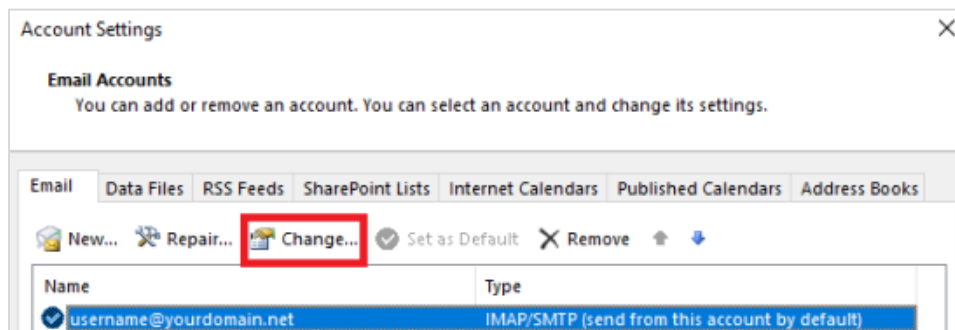 Account Settings
Email Accounts
You can add or remove an account. You can select an account and change its settings.
Email Data Files RSS Feeds SharePoint Lists Internet Calendars Published Calendars Address Books
New... Repair... Change... Set as Default Remove
Name Type
username@yourdomain.net IMAP/SMTP (send from this account by default)